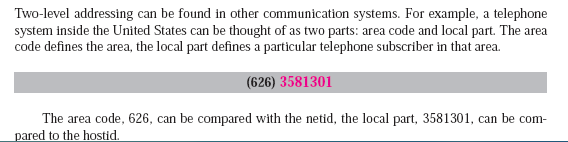 Two-level addressing can be found in other communication systems. For example, a telephone
system inside the United States can be thought of as two parts: area code and local part. The area
code defines the area, the local part defines a particular telephone subscriber in that area.
(626) 3581301
The area code, 626, can be compared with the netid, the local part, 3581301, can be com-
pared to the hostid.